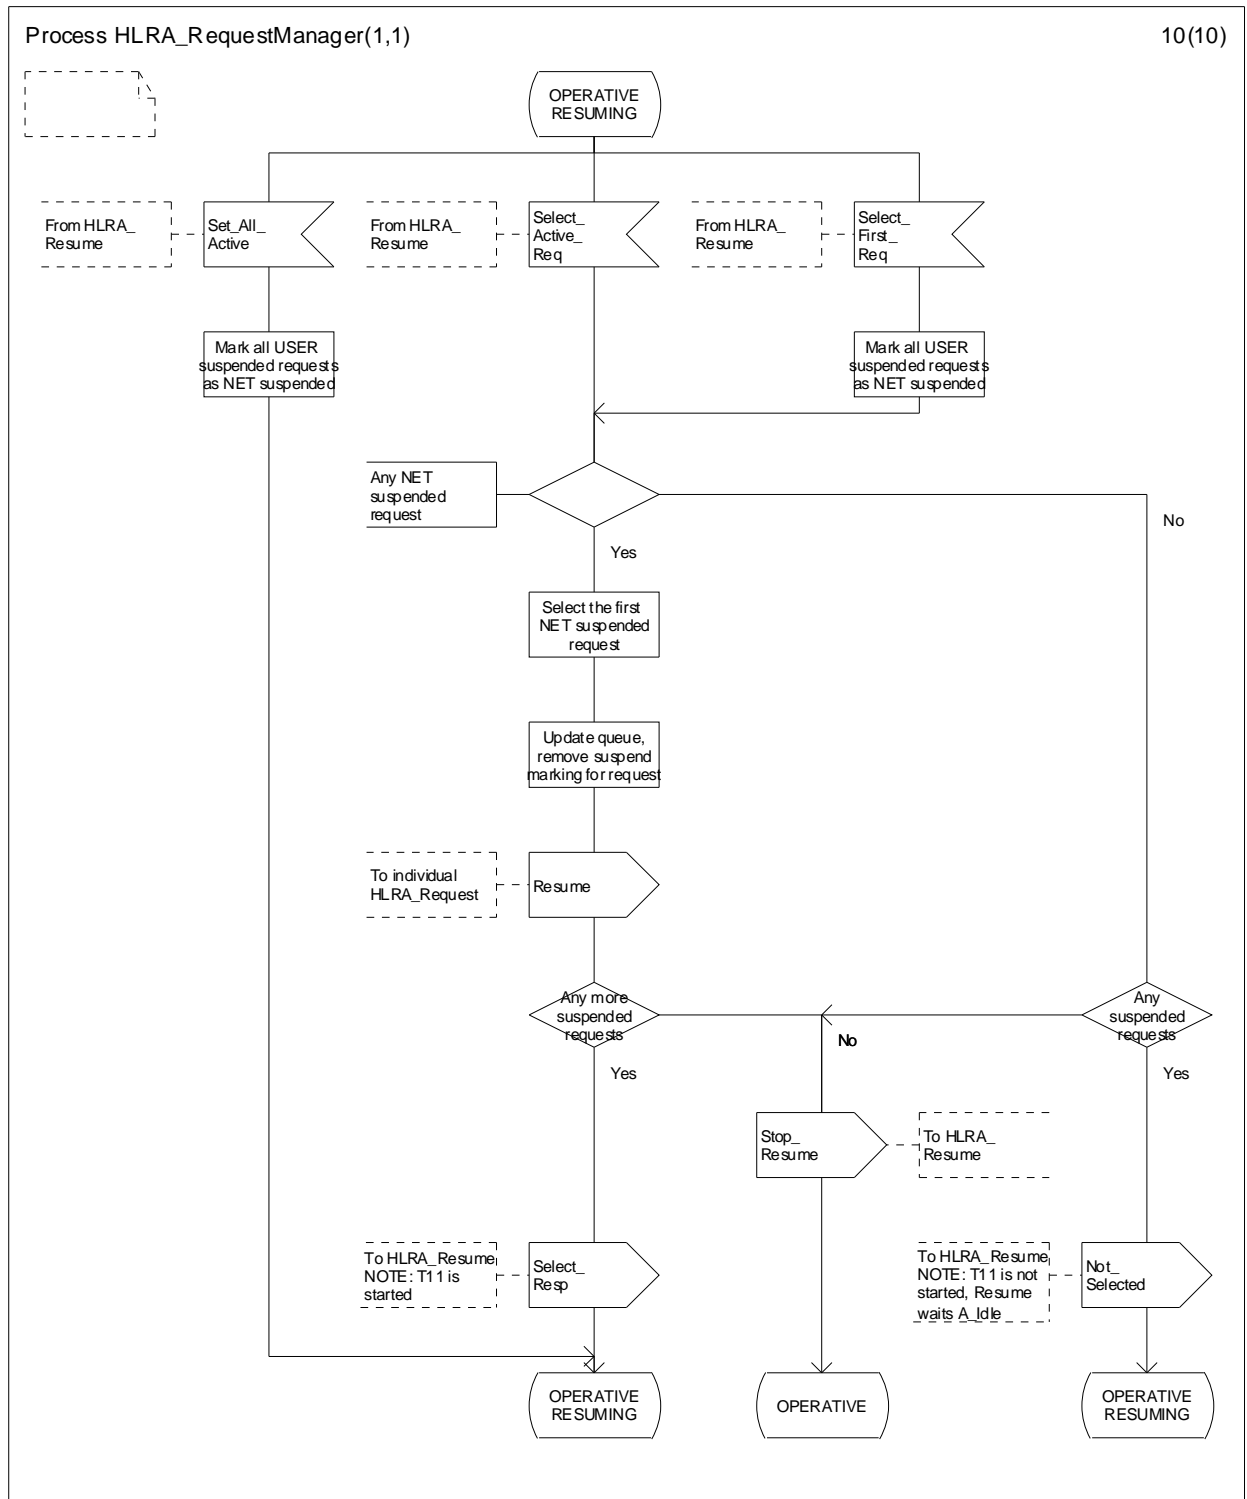 Process HLRA_RequestManager(1,1)
10(10)
OPERATIVE
RESUMING
From HLRA_
Resume
Set_All_
Active
From HLRA_
Resume
Select_
Active_
Req
From HLRA_
Resume
Select_
First_
Req
Mark all USER
suspended requests
as NET suspended
Mark all USER
suspended requests
as NET suspended
Any NET
suspended
request
No
Yes
Select the first
NET suspended
request
Update queue,
remove suspend
marking for request
To individual
HLRA_Request
Resume
Any more
suspended
requests
Any
suspended
requests
No
Yes
Yes
Stop_
Resume
To HLRA_
Resume
To HLRA_Resume
NOTE: T11 is
started
Select_
Resp
To HLRA_Resume
NOTE: T11 is not
started, Resume
waits A_Idle
Not_
Selected
OPERATIVE
RESUMING
OPERATIVE
OPERATIVE
RESUMING